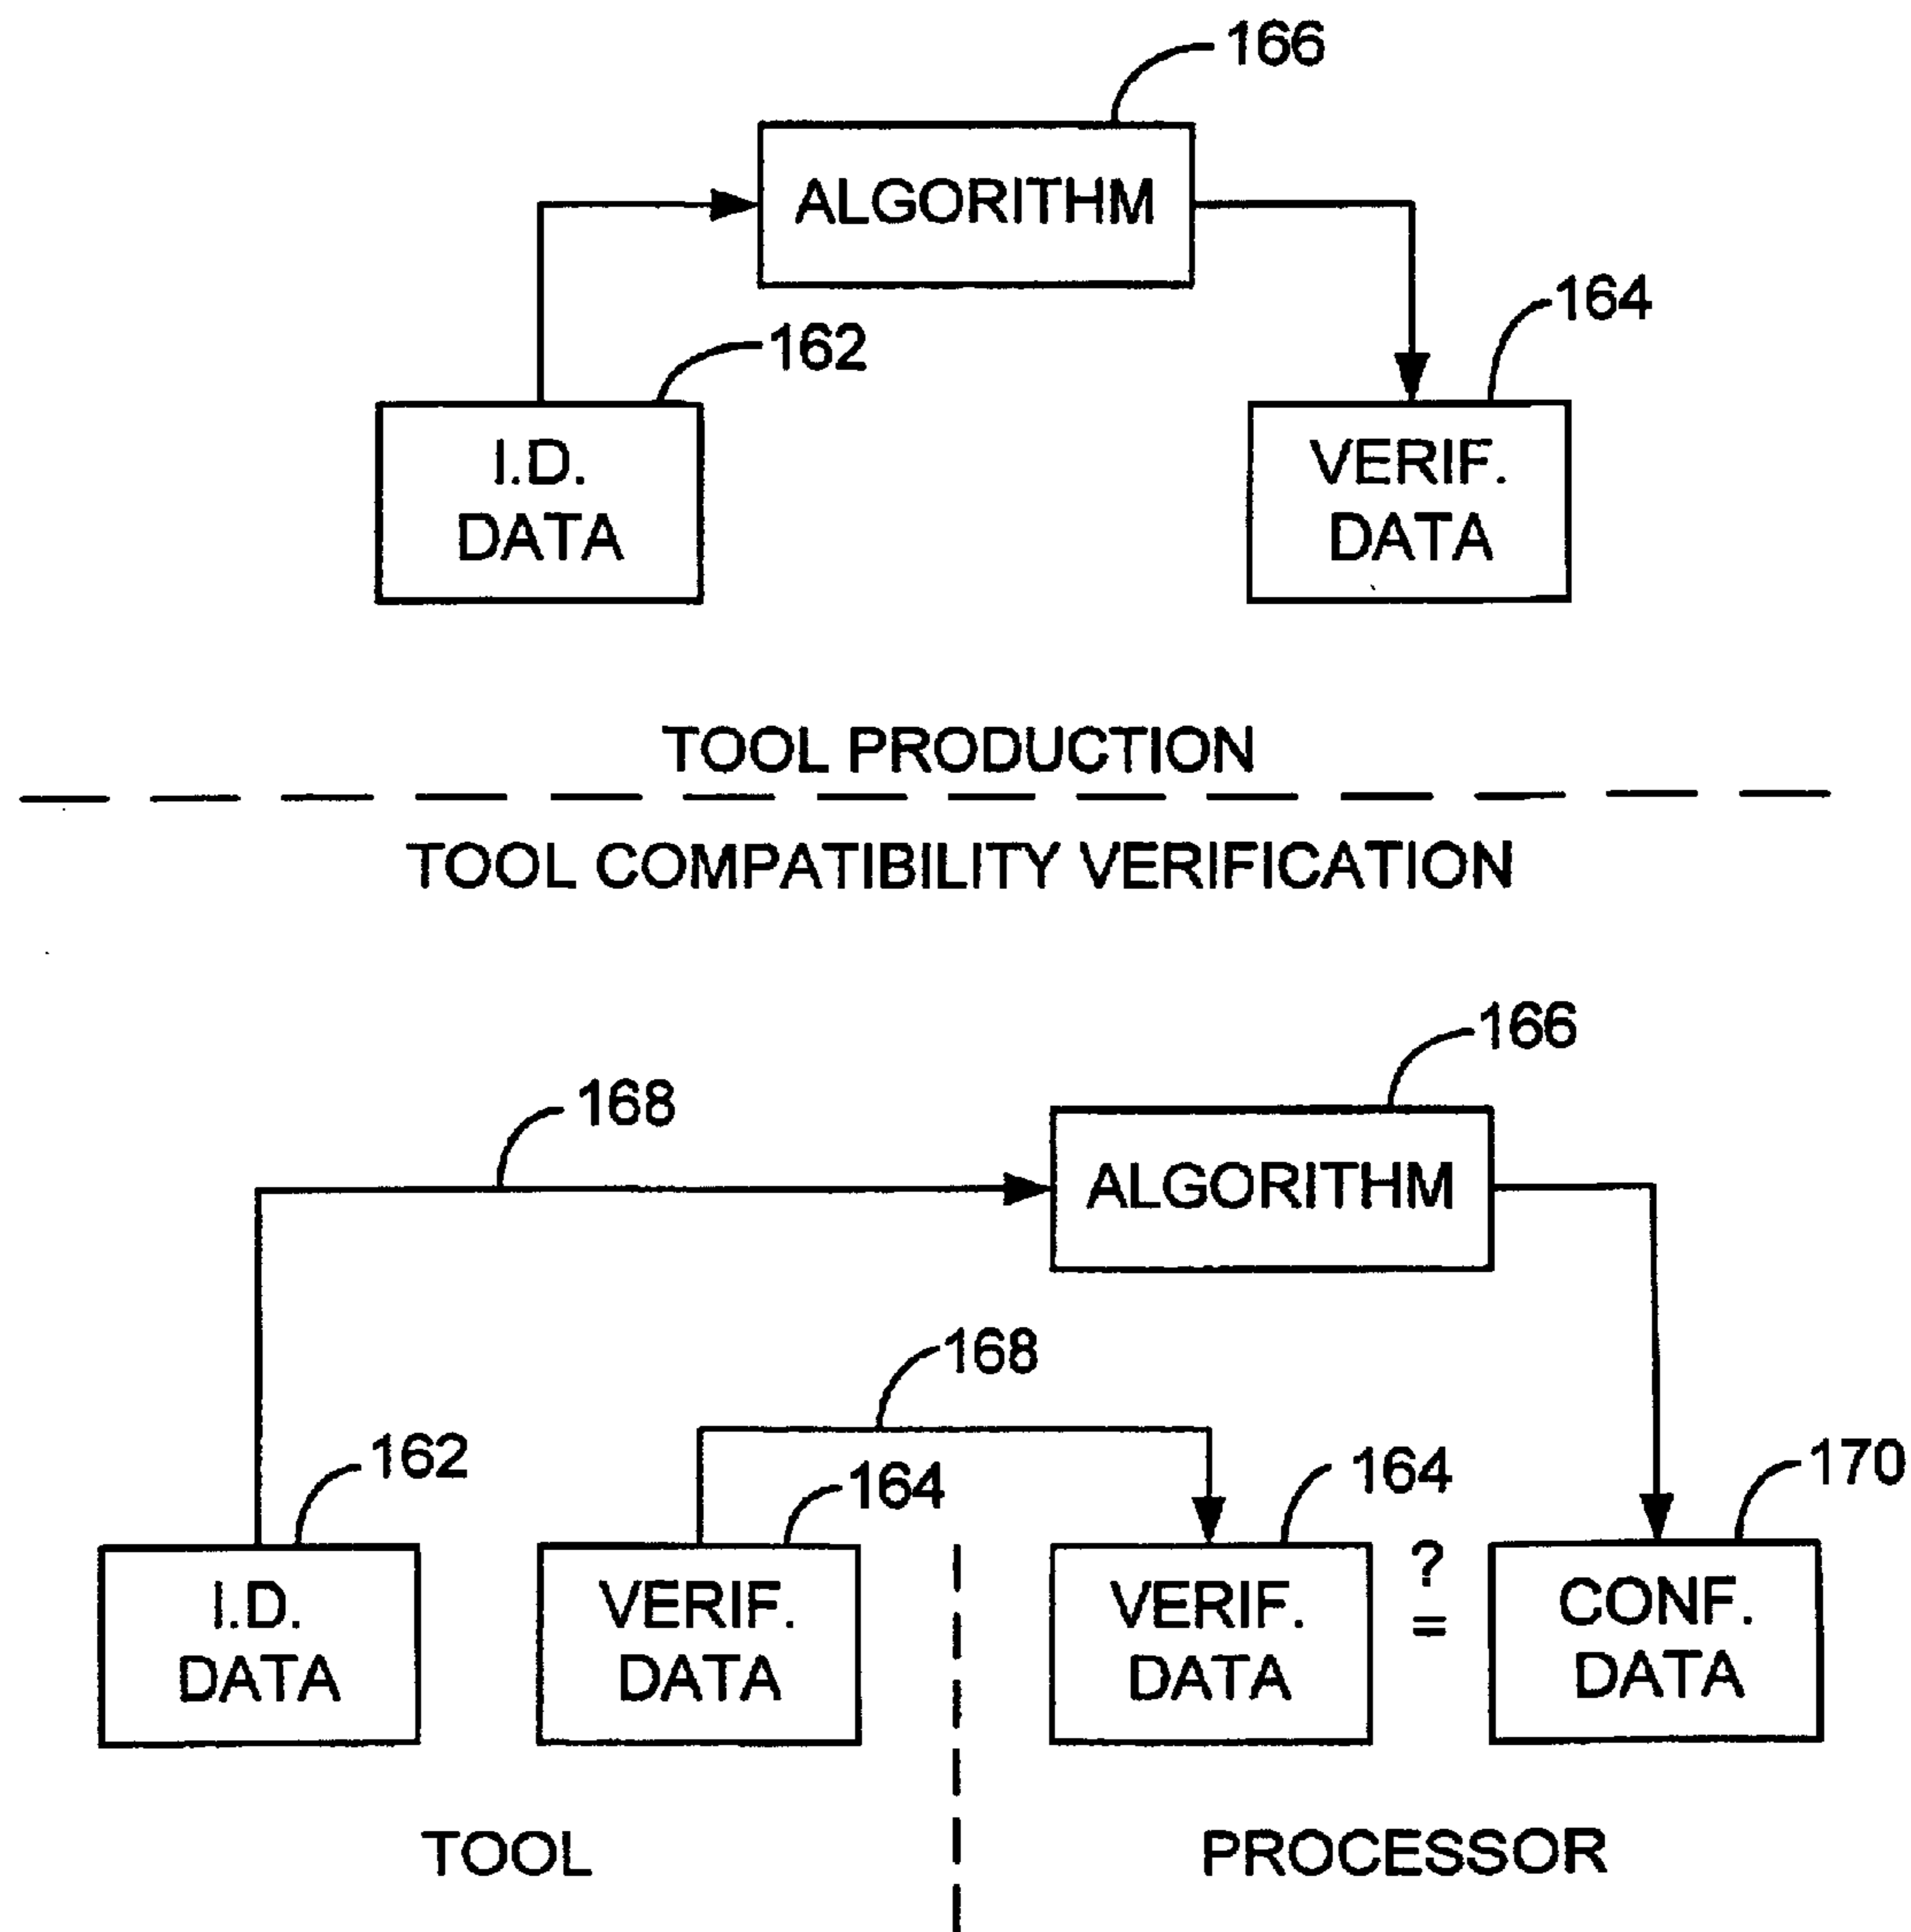 166
ALGORITHM
164
162
I.D.
DATA
VERIF.
DATA
TOOL PRODUCTION
TOOL COMPATIBILITY VERIFICATION
166
168
ALGORITHM
168
162
164
164
170
I.D.
DATA
VERIF.
DATA
VERIF.
DATA
?
=
CONF.
DATA
TOOL
PROCESSOR